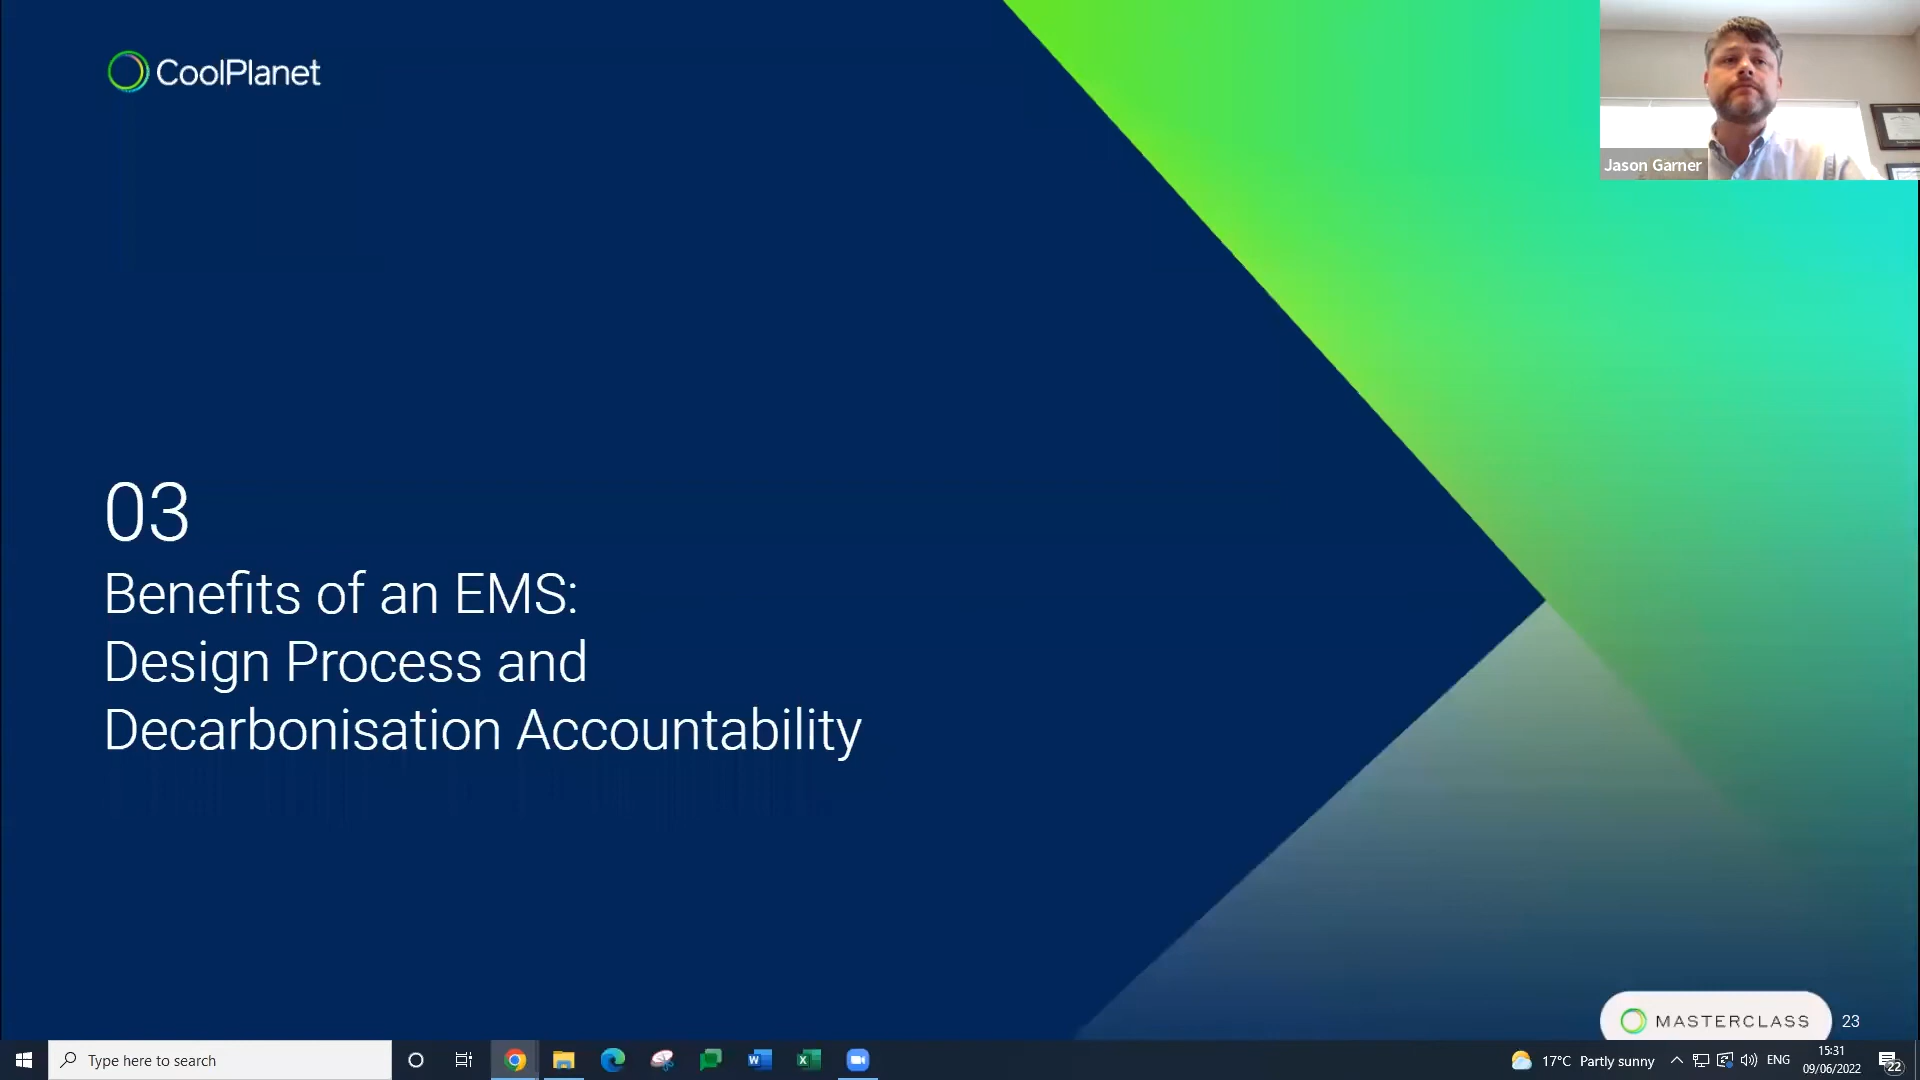 CoolPlanet
Jason Garner
03
Benefits of an EMS:
Design Process and
Decarbonisation Accountability
MASTERCLASS
23
Type here to search
17°C Partly sunny
ENG
15:31
09/06/2022
22